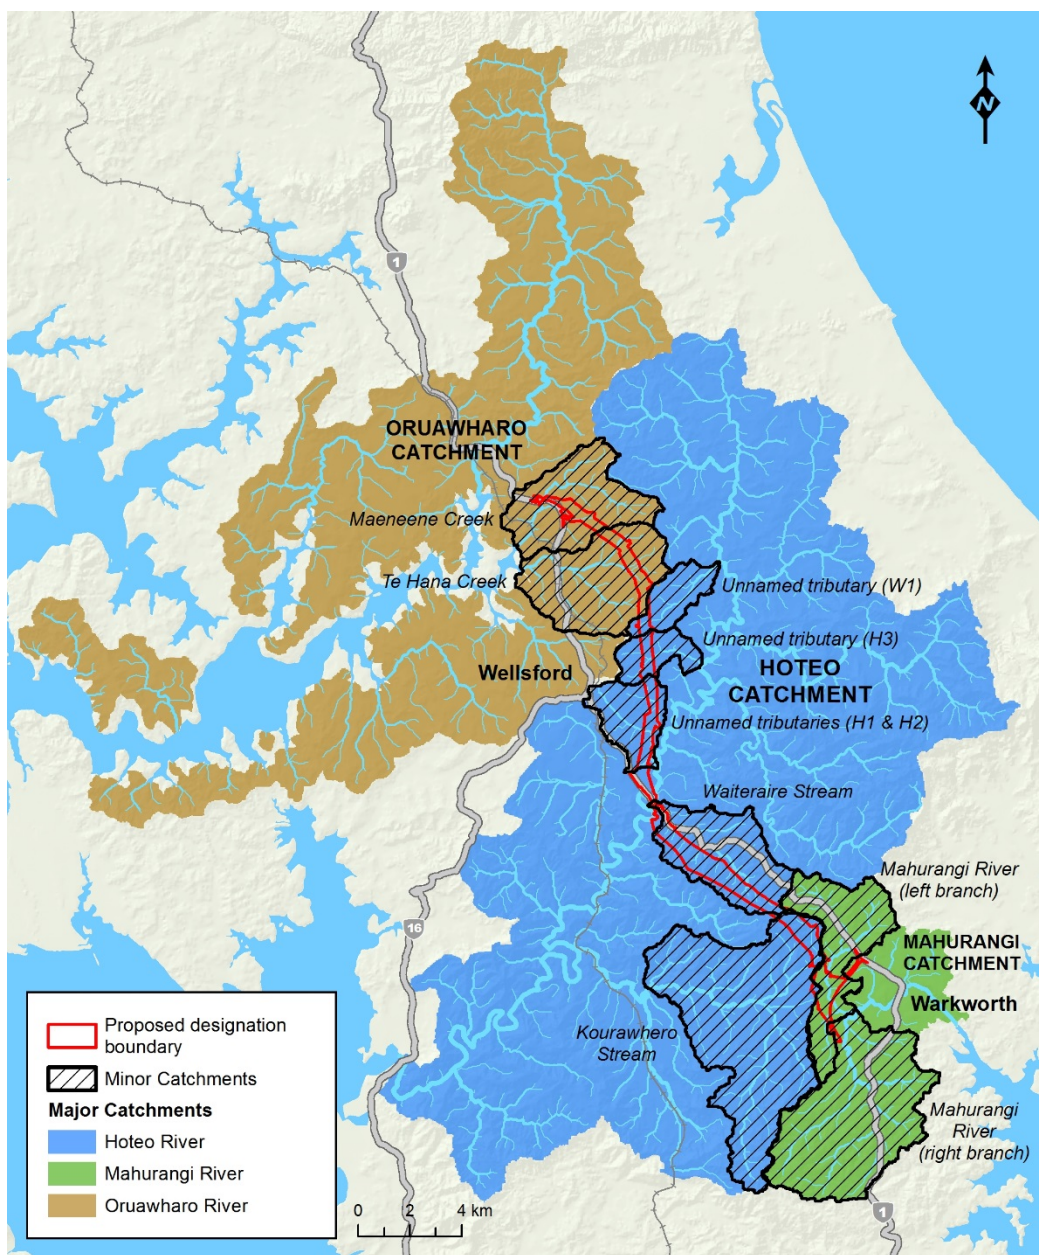 N
1
ORUAWHARO
CATCHMENT
Maeneene Creek
Te Hana Creek
Unnamed tributary (W1)
Unnamed tributary (H3)
Wellsford
HOTEO
CATCHMENT
Unnamed tributaries (H1 & H2)
Waiteraire Stream
Mahurangi River
(left branch)
16
MAHURANGI
CATCHMENT
Warkworth
Kourawhero
Stream
Mahurangi
River
(right branch)
1
Proposed designation
boundary
Minor Catchments
Major Catchments
Hoteo River
Mahurangi River
Oruawharo River
0 2 4 km